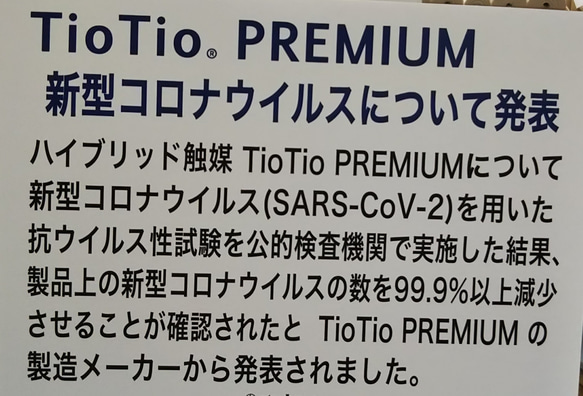 TioTio® PREMIUM
新型コロナウイルスについて発表
ハイブリッド触媒 TioTio PREMIUMについて
新型コロナウイルス(SARS-CoV-2)を用いた
抗ウイルス性試験を公的検査機関で実施した結果、
製品上の新型コロナウイルスの数を99.9%以上減少
させることが確認されたと TioTio PREMIUM の
製造メーカーから発表されました。